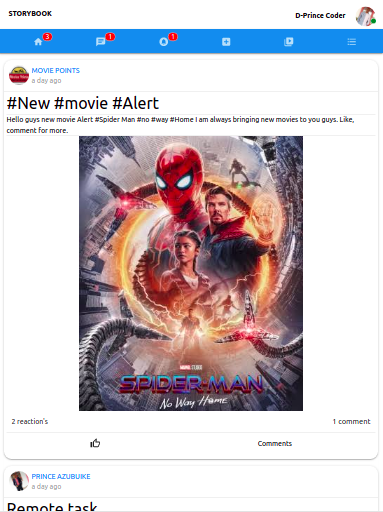 STORYBOOK
D-Prince Coder
3
1
1
MOVIE POINTS
a day ago
#New #movie #Alert
Hello guys new movie Alert #Spider Man #no #way #Home I am always bringing new movies to you guys. Like,
comment for more.
SPIDER-MAN
No Way Home
2 reaction's
1 comment
Comments
PRINCE AZUBUIKE
a day ago
Remote task